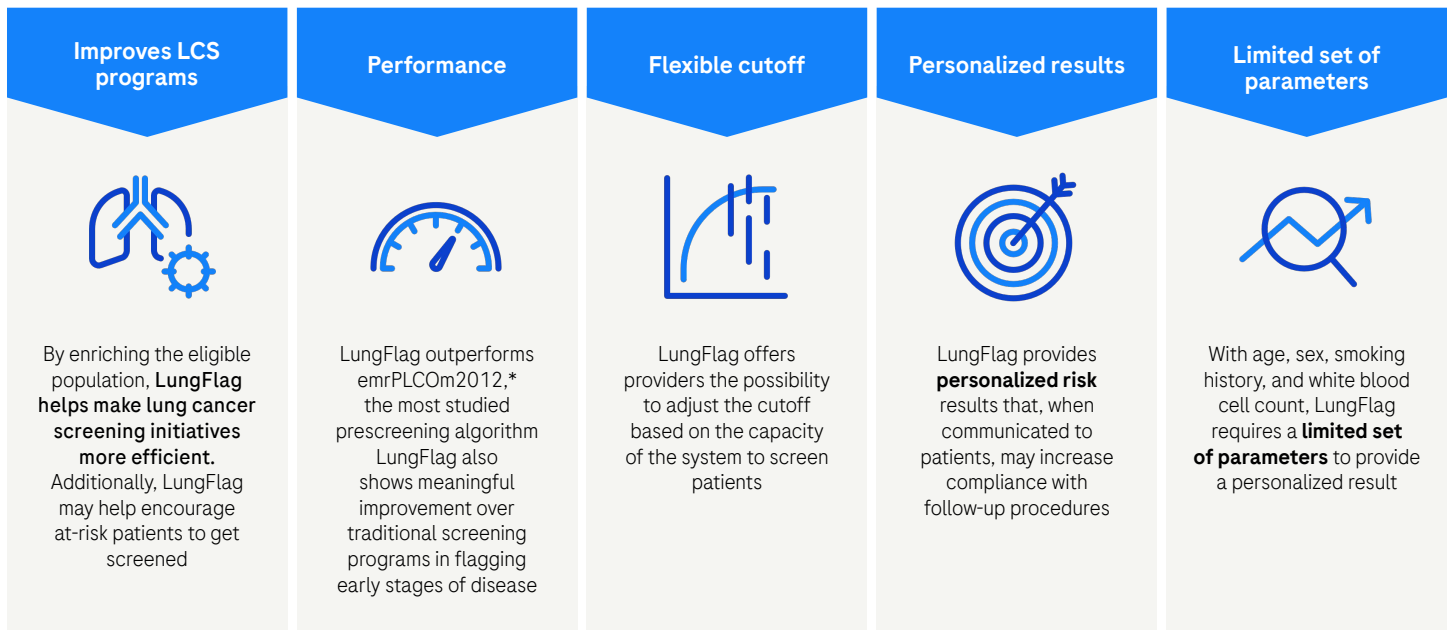 Improves LCS
programs
By enriching the eligible
population, LungFlag
helps make lung cancer
screening initiatives
more efficient.
Additionally, LungFlag
may help encourage
at-risk patients to get
screened
Performance
LungFlag outperforms
emrPLCOm2012,*
the most studied
prescreening algorithm
LungFlag also
shows meaningful
improvement over
traditional screening
programs in flagging
early stages of disease
Flexible cutoff
LungFlag offers
providers the possibility
to adjust the cutoff
based on the capacity
of the system to screen
patients
Personalized results
LungFlag provides
personalized risk
results that, when
communicated to
patients, may increase
compliance with
follow-up procedures
Limited set of
parameters
With age, sex, smoking
history, and white blood
cell count, LungFlag
requires a limited set
of parameters to provide
a personalized result